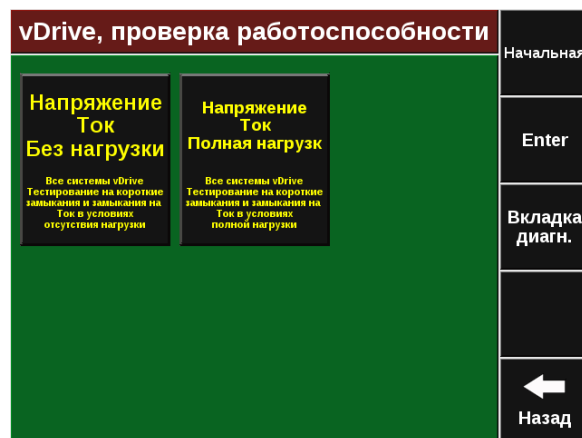 vDrive, проверка работоспособности
Напряжение
Ток
Без нагрузки
Все системы vDrive
Тестирование на короткие
замыкания и замыкания на
Ток в условиях
отсутствия нагрузки
Напряжение
Ток
Полная нагрузк
Все системы vDrive
Тестирование на короткие
замыкания и замыкания на
Ток в условиях
полной нагрузки
Начальная
Enter
Вкладка
диагн.
Назад